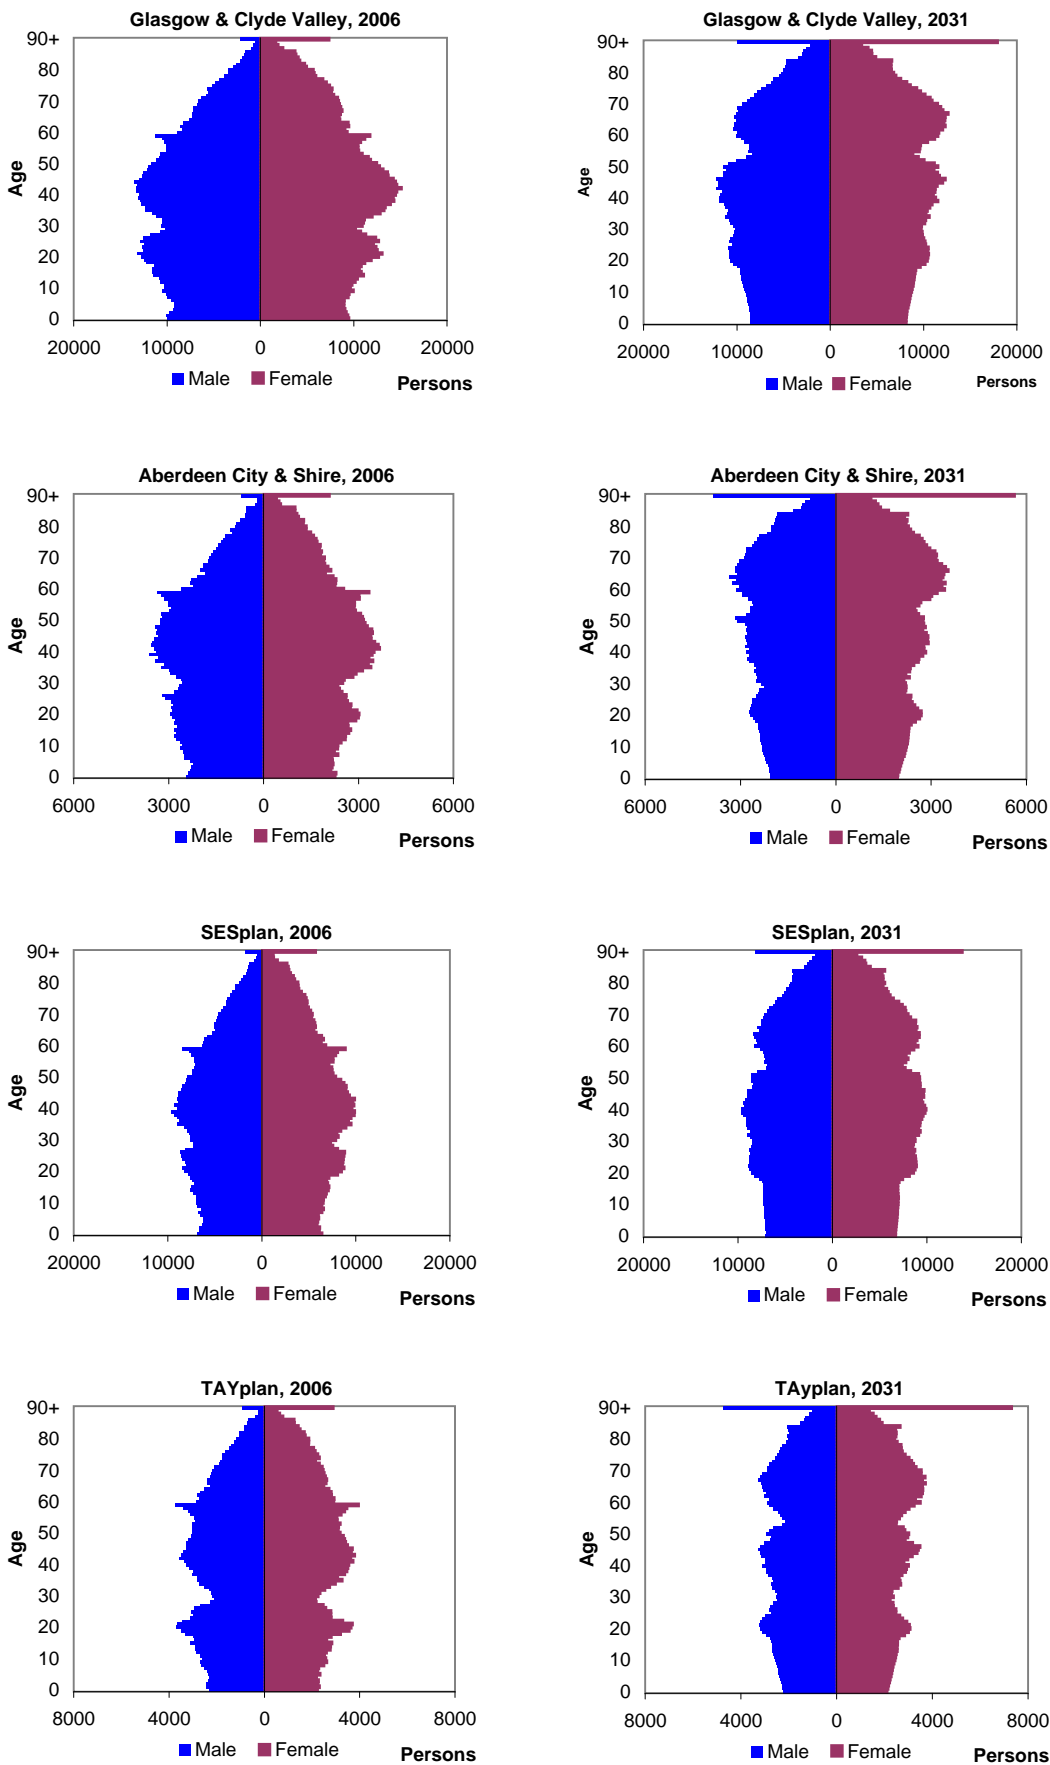 Glasgow & Clyde Valley, 2006
90+
80
70
60
50
40
30
20
10
0
Age
20000 10000 0 10000 20000
Male Female Persons
Glasgow & Clyde Valley, 2031
90+
80
70
60
50
40
30
20
10
0
Age
20000 10000 0 10000 20000
Male Female Persons
Aberdeen City & Shire, 2006
90+
80
70
60
50
40
30
20
10
0
Age
6000 3000 0 3000 6000
Male Female Persons
Aberdeen City & Shire, 2031
90+
80
70
60
50
40
30
20
10
0
Age
6000 3000 0 3000 6000
Male Female Persons
SESplan, 2006
90+
80
70
60
50
40
30
20
10
0
Age
20000 10000 0 10000 20000
Male Female Persons
SESplan, 2031
90+
80
70
60
50
40
30
20
10
0
Age
20000 10000 0 10000 20000
Male Female Persons
TAYplan, 2006
90+
80
70
60
50
40
30
20
10
0
Age
8000 4000 0 4000 8000
Male Female Persons
TAyplan, 2031
90+
80
70
60
50
40
30
20
10
0
Age
8000 4000 0 4000 8000
Male Female Persons